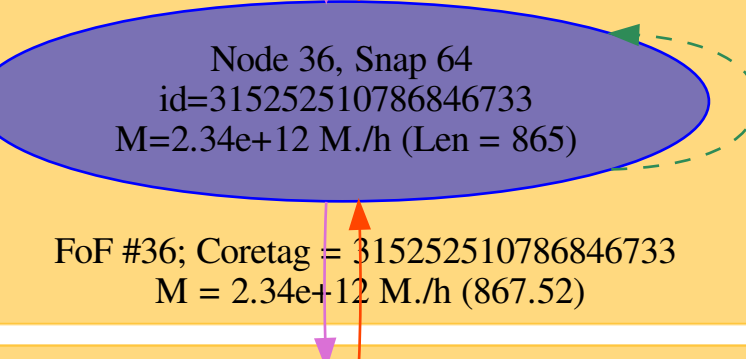 Node 36, Snap 64
id=315252510786846733
M=2.34e+12 M./h (Len = 865)
FoF #36; Coretag = 315252510786846733
M = 2.34e+12 M./h (867.52)